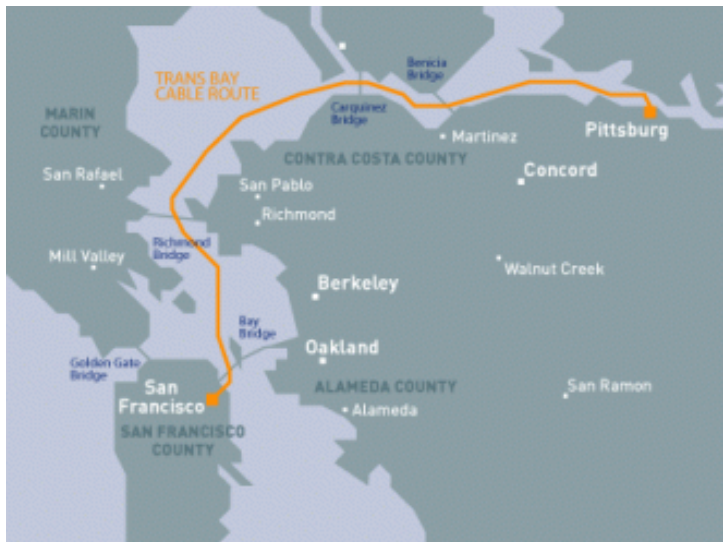 Benicia
Bridge
TRANS BAY
CABLE ROUTE
Carquinez
Bridge
MARIN
COUNTY
Pittsburg
Martinez
CONTRA COSTA COUNTY
Concord
San Rafael
San Pablo
Richmond
Richmond
Bridge
Mill Valley
Walnut Creek
Berkeley
Bay
Bridge
Oakland
Golden Gate
Bridge
San
Francisco
ALAMEDA COUNTY
San Ramon
Alameda
SAN FRANCISCO
COUNTY